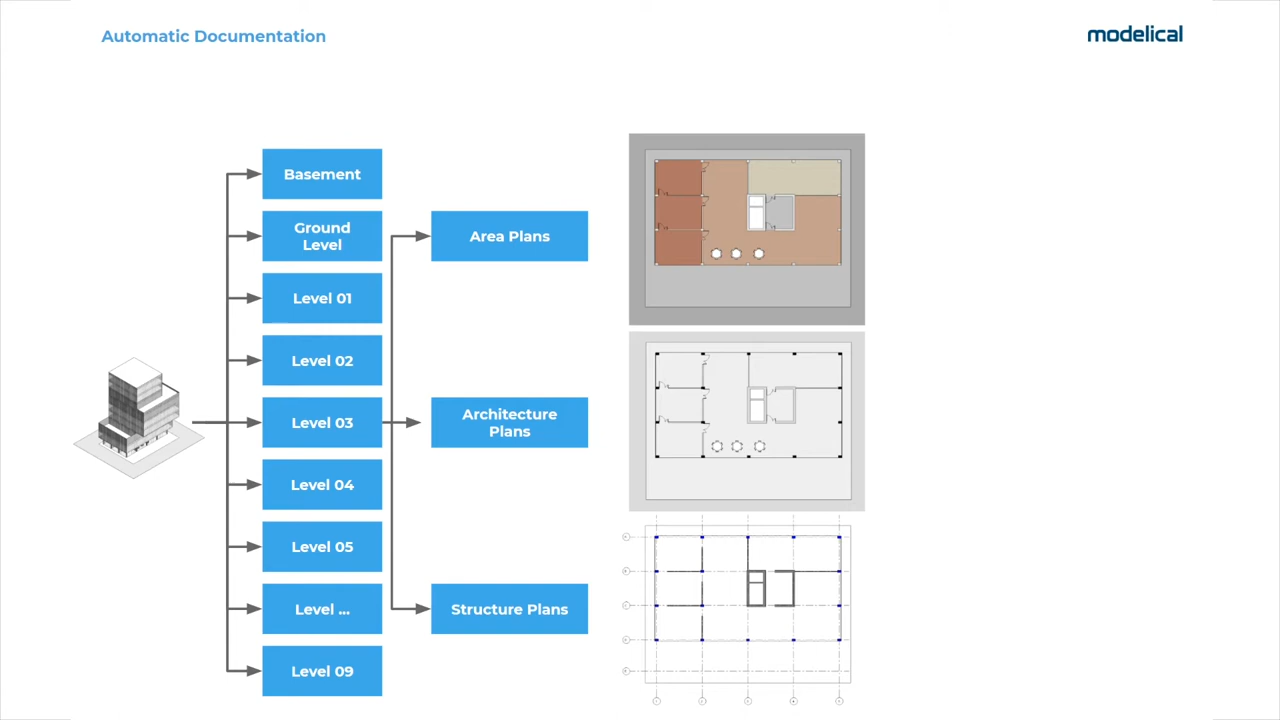 Automatic Documentation
modelical
Basement
Ground
Level
Level 01
Level 02
Level 03
Level 04
Level 05
Level ...
Level 09
Area Plans
Architecture
Plans
Structure Plans